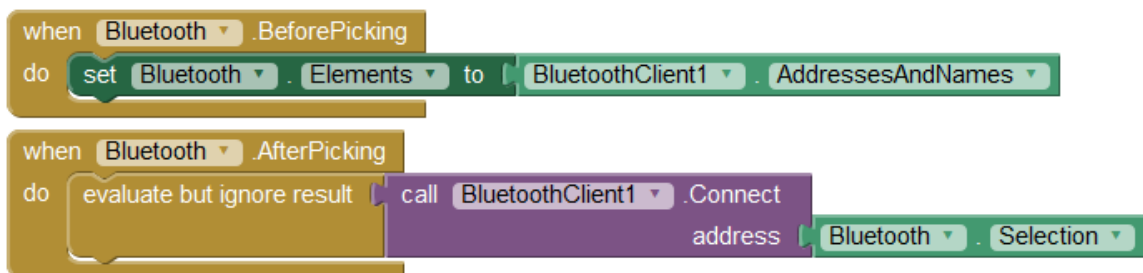 when Bluetooth .BeforePicking
do set Bluetooth . Elements to BluetoothClient1 . AddressesAndNames
when Bluetooth .AfterPicking
do evaluate but ignore result call BluetoothClient1 .Connect
address Bluetooth . Selection